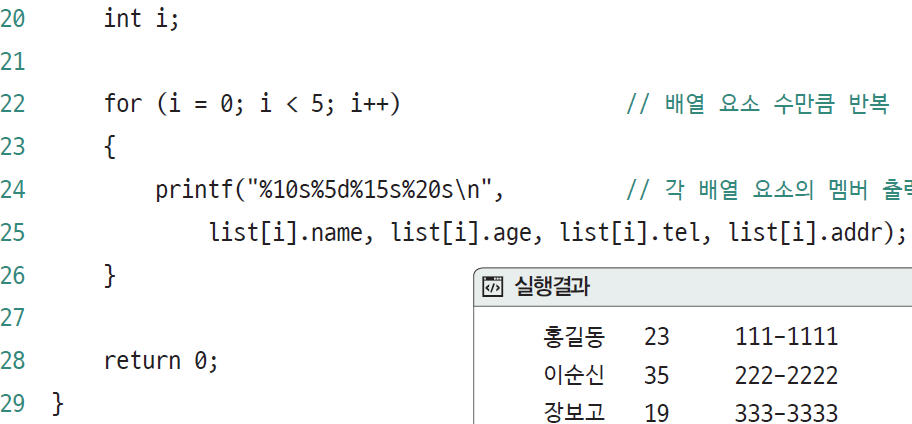 20 int i;
21
22 for (i = 0; i < 5; i++) // 배열 요소 수만큼 반복
23 {
24 printf("%10s%5d%15s%20s\n", // 각 배열 요소의 멤버 출력
25 list[i].name, list[i].age, list[i].tel, list[i].addr);
26 }
실행결과
27
홍길동 23 111-1111
28 return 0;
이순신 35 222-2222
29 }
장보고 19 333-3333